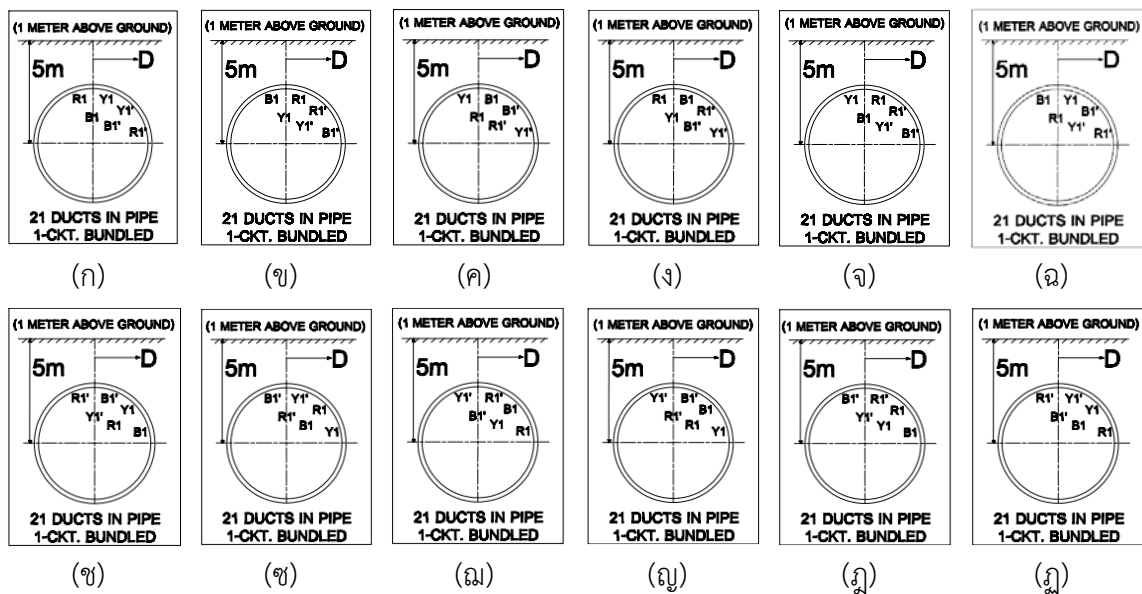 (1 METER ABOVE GROUND) (1 METER ABOVE GROUND) (1 METER ABOVE GROUND) (1 METER ABOVE GROUND) (1 METER ABOVE GROUND) (1 METER ABOVE GROUND)
5m D 5m D 5m D 5m D 5m D 5m D
R1 Y1 B1 R1 Y1 B1 R1 B1 Y1 R1 B1 Y1
Y1' R1' B1' R1' R1' Y1'
B1 Y1 R1 Y1 B1 R1
B1' Y1' R1' B1' Y1' Y1'
R1' B1' Y1' Y1' B1' R1'
21 DUCTS IN PIPE 21 DUCTS IN PIPE 21 DUCTS IN PIPE 21 DUCTS IN PIPE 21 DUCTS IN PIPE 21 DUCTS IN PIPE
1-CKT. BUNDLED 1-CKT. BUNDLED 1-CKT. BUNDLED 1-CKT. BUNDLED 1-CKT. BUNDLED 1-CKT. BUNDLED
(ก) (ข) (ค) (ง) (จ) (ฉ)
(1 METER ABOVE GROUND) (1 METER ABOVE GROUND) (1 METER ABOVE GROUND) (1 METER ABOVE GROUND) (1 METER ABOVE GROUND) (1 METER ABOVE GROUND)
5m D 5m D 5m D 5m D 5m D 5m D
R1' B1' B1' Y1' Y1' R1' Y1' B1' B1' R1' R1' Y1'
Y1 R1 B1 B1 R1 Y1
Y1' R1' B1' R1' Y1' B1'
R1 B1 Y1 R1 Y1 B1
B1 Y1 R1 Y1 B1 R1
21 DUCTS IN PIPE 21 DUCTS IN PIPE 21 DUCTS IN PIPE 21 DUCTS IN PIPE 21 DUCTS IN PIPE 21 DUCTS IN PIPE
1-CKT. BUNDLED 1-CKT. BUNDLED 1-CKT. BUNDLED 1-CKT. BUNDLED 1-CKT. BUNDLED 1-CKT. BUNDLED
(ช) (ซ) (ฌ) (ญ) (ฎ) (ฏ)